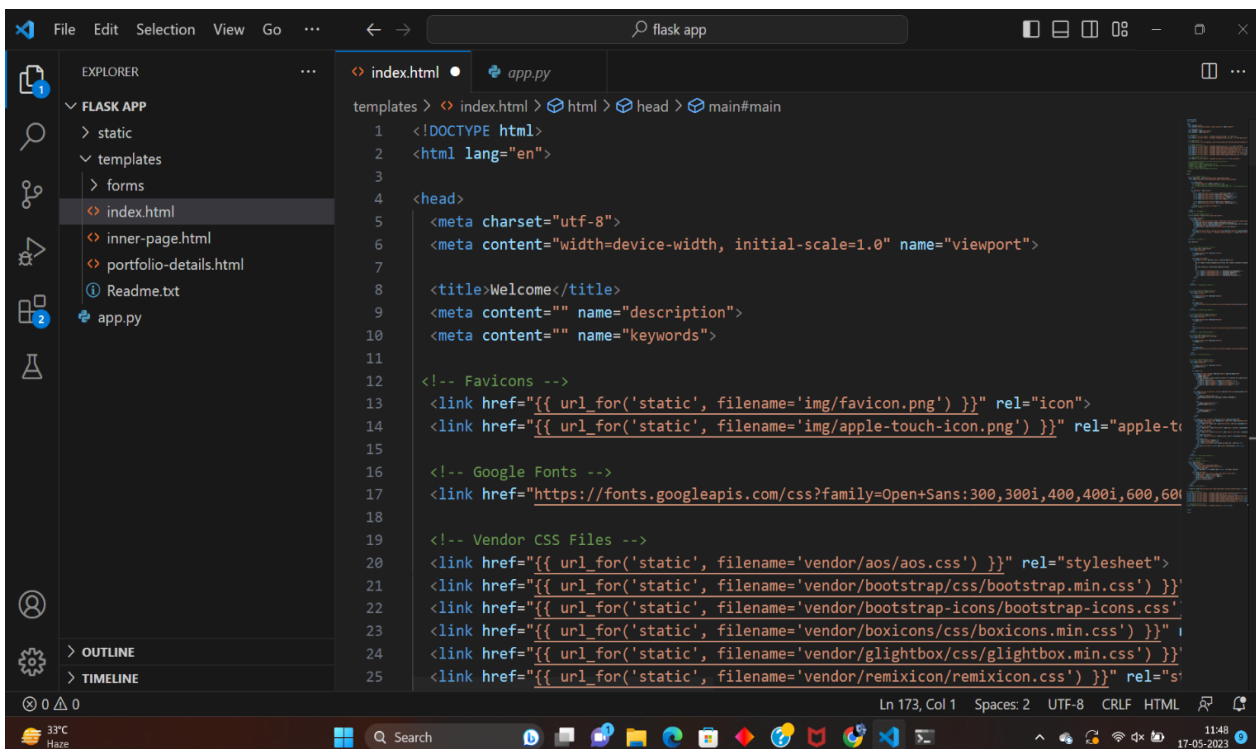 File Edit Selection View Go ··· flask app
EXPLORER ···
index.html app.py
FLASK APP
static
templates
forms
index.html
inner-page.html
portfolio-details.html
Readme.txt
app.py
OUTLINE
TIMELINE
1
2
templates > index.html > html > head > main#main
1 <!DOCTYPE html>
2 <html lang="en">
3
4 <head>
5 <meta charset="utf-8">
6 <meta content="width=device-width, initial-scale=1.0" name="viewport">
7
8 <title>Welcome</title>
9 <meta content="" name="description">
10 <meta content="" name="keywords">
11
12 <!-- Favicons -->
13 <link href="{{ url_for('static', filename='img/favicon.png') }}" rel="icon">
14 <link href="{{ url_for('static', filename='img/apple-touch-icon.png') }}" rel="apple-to
15
16 <!-- Google Fonts -->
17 <link href="https://fonts.googleapis.com/css?family=Open+Sans:300,300i,400,400i,600,600
18
19 <!-- Vendor CSS Files -->
20 <link href="{{ url_for('static', filename='vendor/aos/aos.css') }}" rel="stylesheet">
21 <link href="{{ url_for('static', filename='vendor/bootstrap/css/bootstrap.min.css') }}"
22 <link href="{{ url_for('static', filename='vendor/bootstrap-icons/bootstrap-icons.css')
23 <link href="{{ url_for('static', filename='vendor/boxicons/css/boxicons.min.css') }}" r
24 <link href="{{ url_for('static', filename='vendor/glightbox/css/glightbox.min.css') }}"
25 <link href="{{ url_for('static', filename='vendor/remixicon/remixicon.css') }}" rel="st
0 0 Ln 173, Col 1 Spaces: 2 UTF-8 CRLF HTML
33°C
Haze
Search
11:48
17-05-2023
9